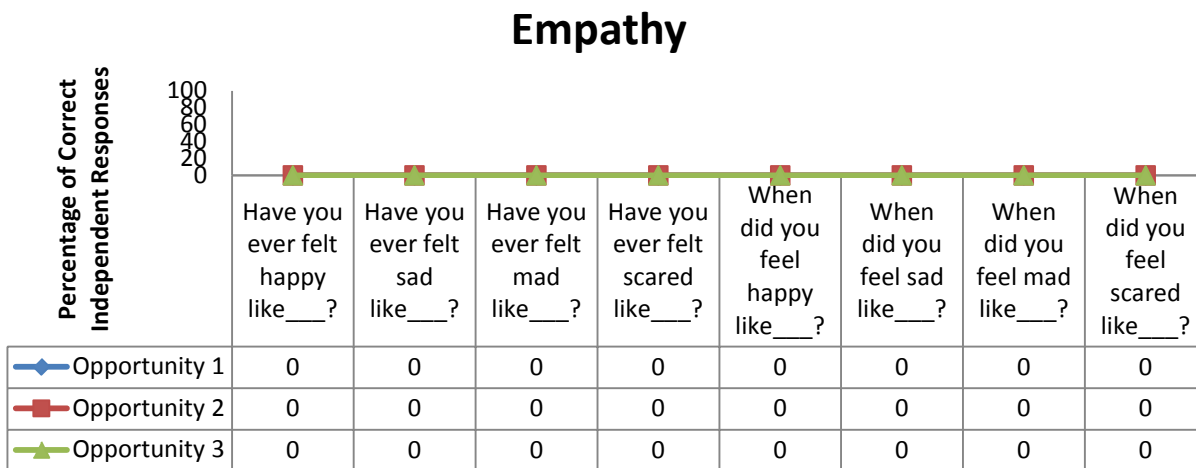 Empathy
Percentage of Correct
Independent Responses
100
80
60
40
20
0
Have you
ever felt
happy
like___?
Have you
ever felt
sad
like___?
Have you
ever felt
mad
like___?
Have you
ever felt
scared
like___?
When
did you
feel
happy
like___?
When
did you
feel sad
like___?
When
did you
feel mad
like___?
When
did you
feel
scared
like___?
Opportunity 1 0 0 0 0 0 0 0 0
Opportunity 2 0 0 0 0 0 0 0 0
Opportunity 3 0 0 0 0 0 0 0 0